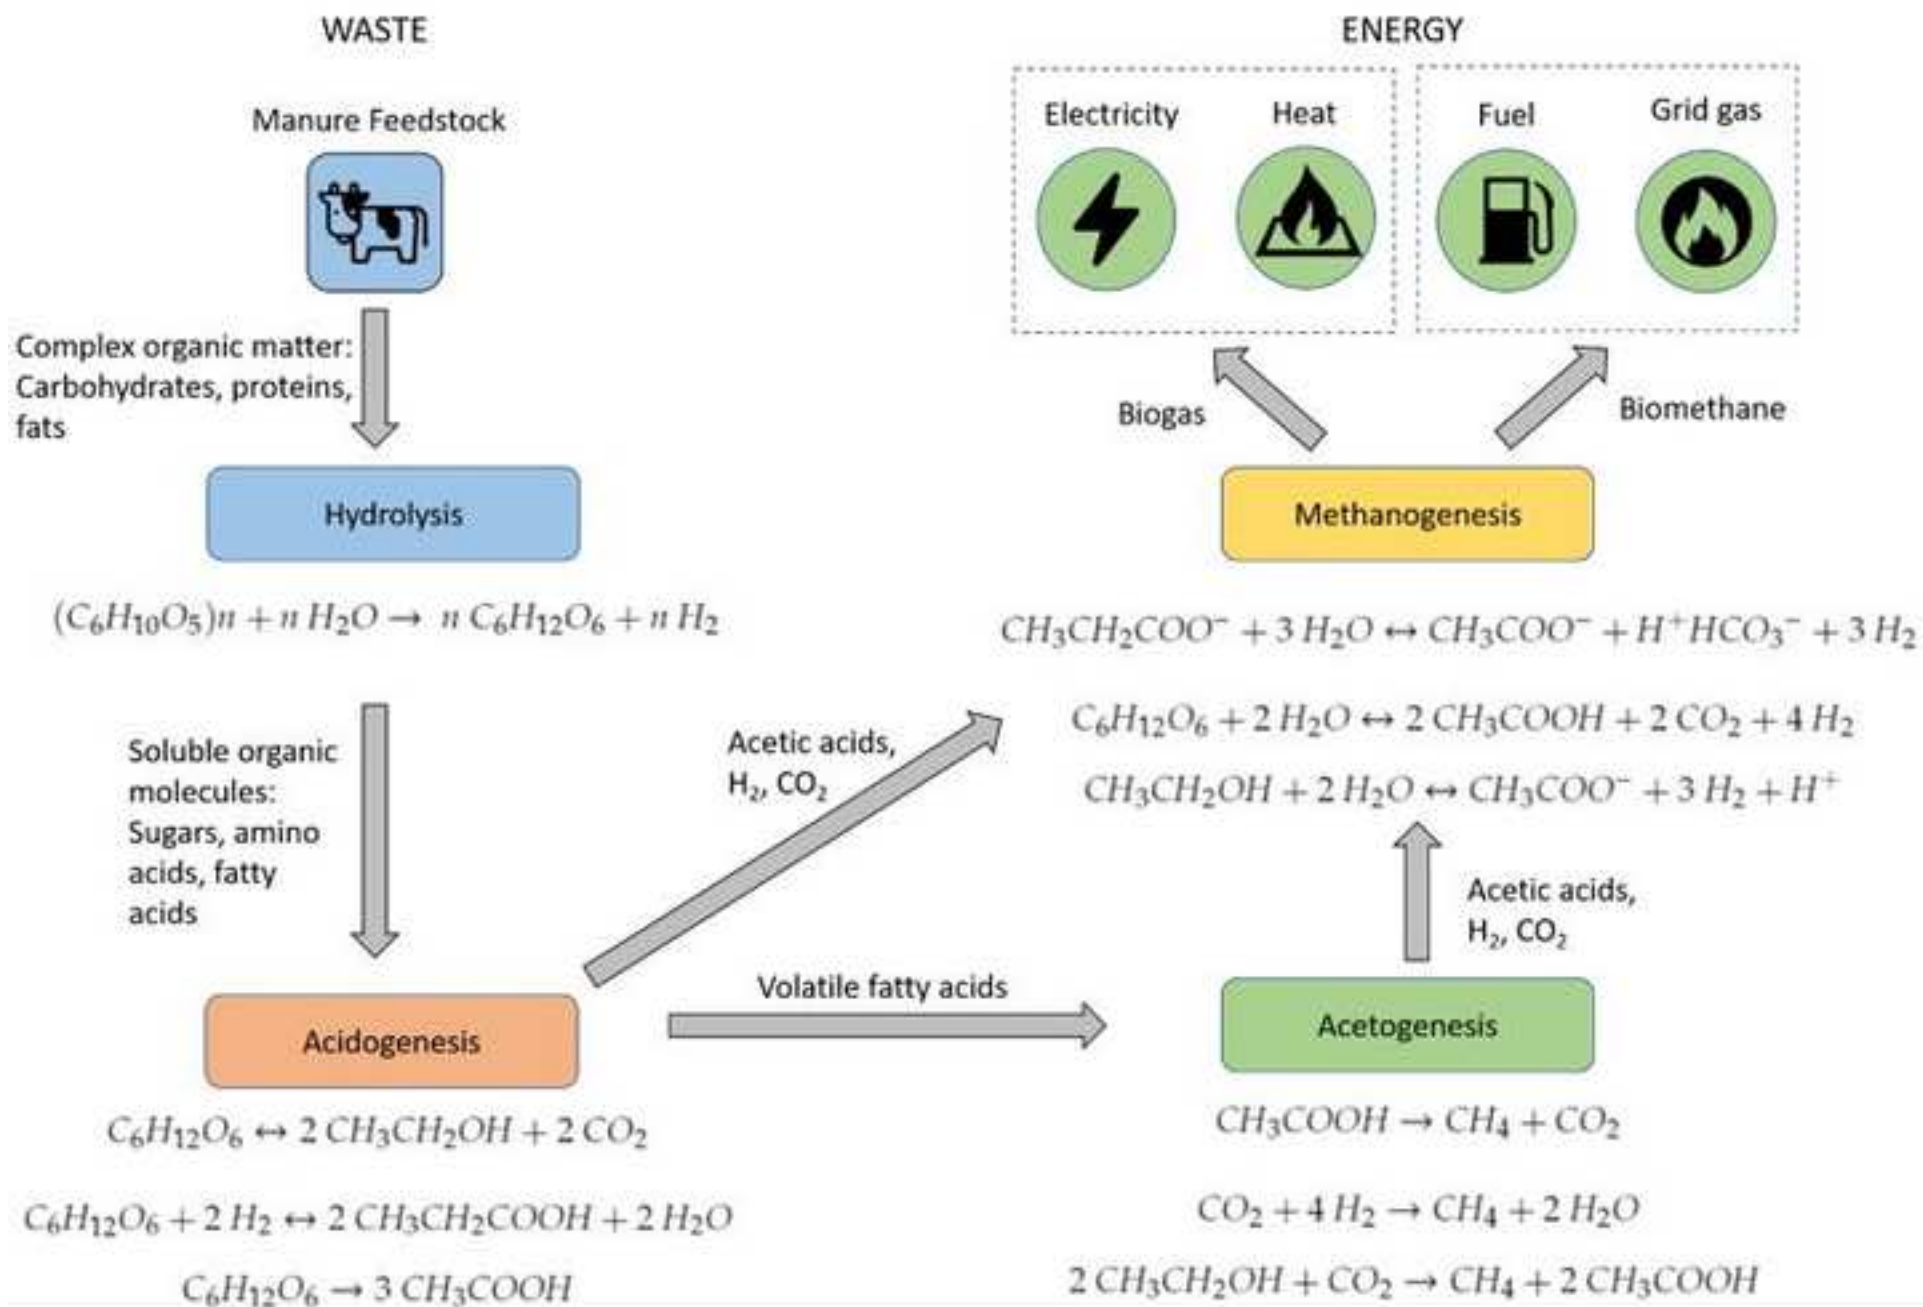 WASTE
Manure Feedstock
Complex organic matter:
Carbohydrates, proteins,
fats
Hydrolysis
(C₆H₁₀O₅)n + n H₂O → n C₆H₁₂O₆ + n H₂
Soluble organic
molecules:
Sugars, amino
acids, fatty
acids
Acidogenesis
C₆H₁₂O₆ ↔ 2 CH₃CH₂OH + 2 CO₂
C₆H₁₂O₆ + 2 H₂ ↔ 2 CH₃CH₂COOH + 2 H₂O
C₆H₁₂O₆ → 3 CH₃COOH
Acetic acids,
H₂, CO₂
Volatile fatty acids
ENERGY
Electricity
Heat
Fuel
Grid gas
Biogas
Biomethane
Methanogenesis
CH₃CH₂COO⁻ + 3 H₂O ↔ CH₃COO⁻ + H⁺HCO₃⁻ + 3 H₂
C₆H₁₂O₆ + 2 H₂O ↔ 2 CH₃COOH + 2 CO₂ + 4 H₂
CH₃CH₂OH + 2 H₂O ↔ CH₃COO⁻ + 3 H₂ + H⁺
Acetic acids,
H₂, CO₂
Acetogenesis
CH₃COOH → CH₄ + CO₂
CO₂ + 4 H₂ → CH₄ + 2 H₂O
2 CH₃CH₂OH + CO₂ → CH₄ + 2 CH₃COOH